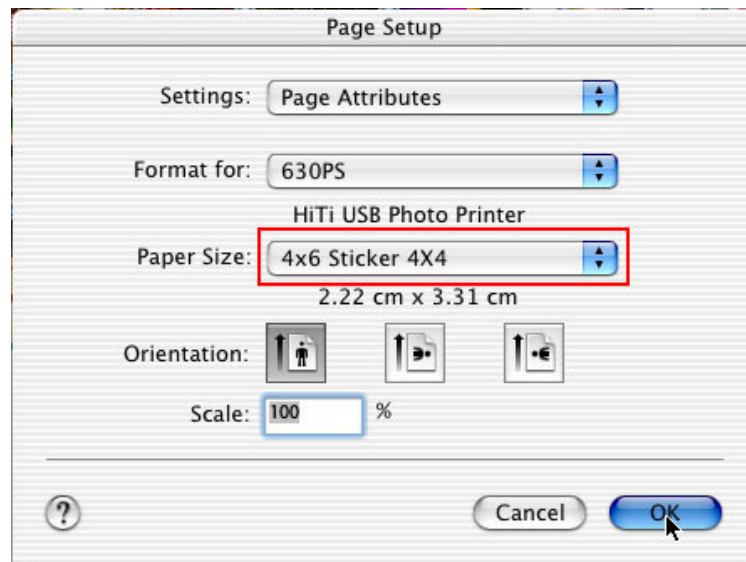 Page Setup
Settings: Page Attributes
Format for: 630PS
HiTi USB Photo Printer
Paper Size: 4x6 Sticker 4X4
2.22 cm x 3.31 cm
Orientation:
Scale: 100 %
? Cancel OK